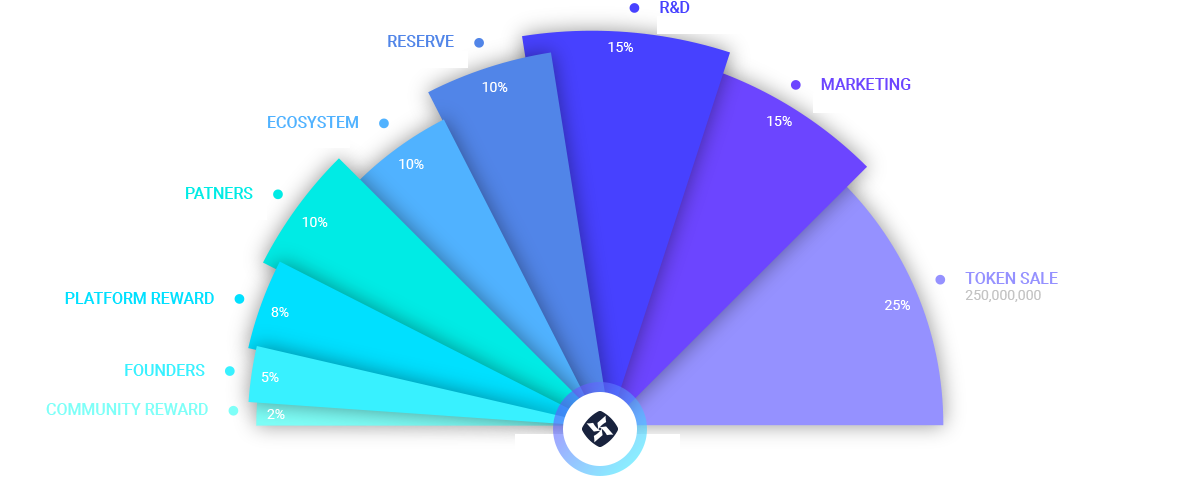 R&D
15%
RESERVE
10%
MARKETING
15%
ECOSYSTEM
10%
PATNERS
10%
TOKEN SALE
250,000,000
25%
PLATFORM REWARD
8%
FOUNDERS
5%
COMMUNITY REWARD
2%